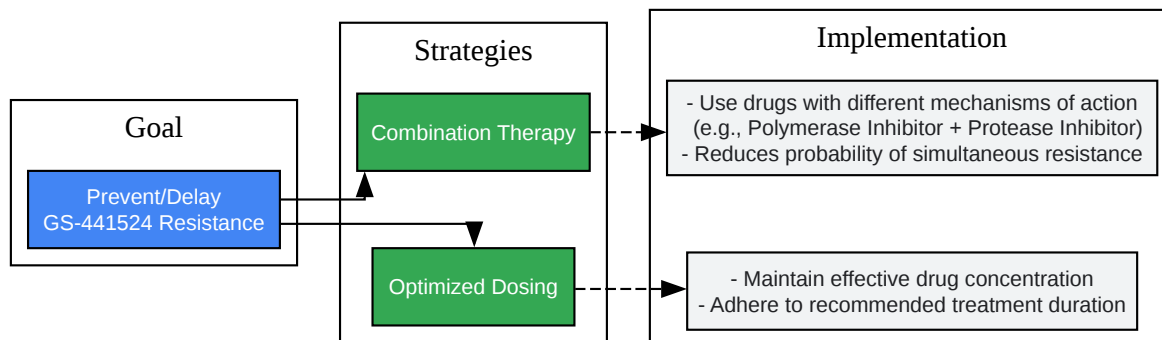 Goal
Prevent/Delay
GS-441524 Resistance
Strategies
Combination Therapy
Optimized Dosing
Implementation
- Use drugs with different mechanisms of action
(e.g., Polymerase Inhibitor + Protease Inhibitor)
- Reduces probability of simultaneous resistance
- Maintain effective drug concentration
- Adhere to recommended treatment duration